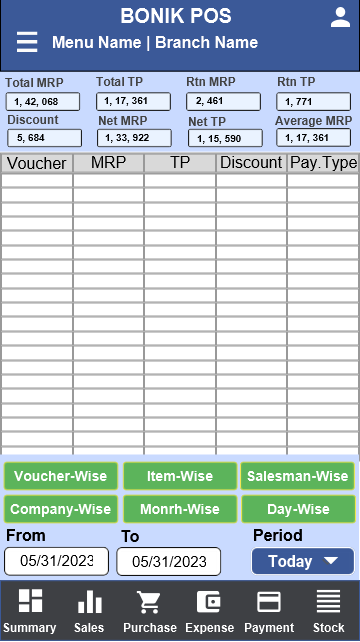 BONIK POS
Menu Name | Branch Name
Total MRP Total TP Rtn MRP Rtn TP
1, 42, 068 1, 17, 361 2, 461 1, 771
Discount Net MRP Net TP Average MRP
5, 684 1, 33, 922 1, 15, 590 1, 17, 361
Voucher MRP TP Discount Pay.Type
Voucher-Wise Item-Wise Salesman-Wise
Company-Wise Monrh-Wise Day-Wise
From To Period
05/31/2023 05/31/2023 Today
Summary Sales Purchase Expense Payment Stock